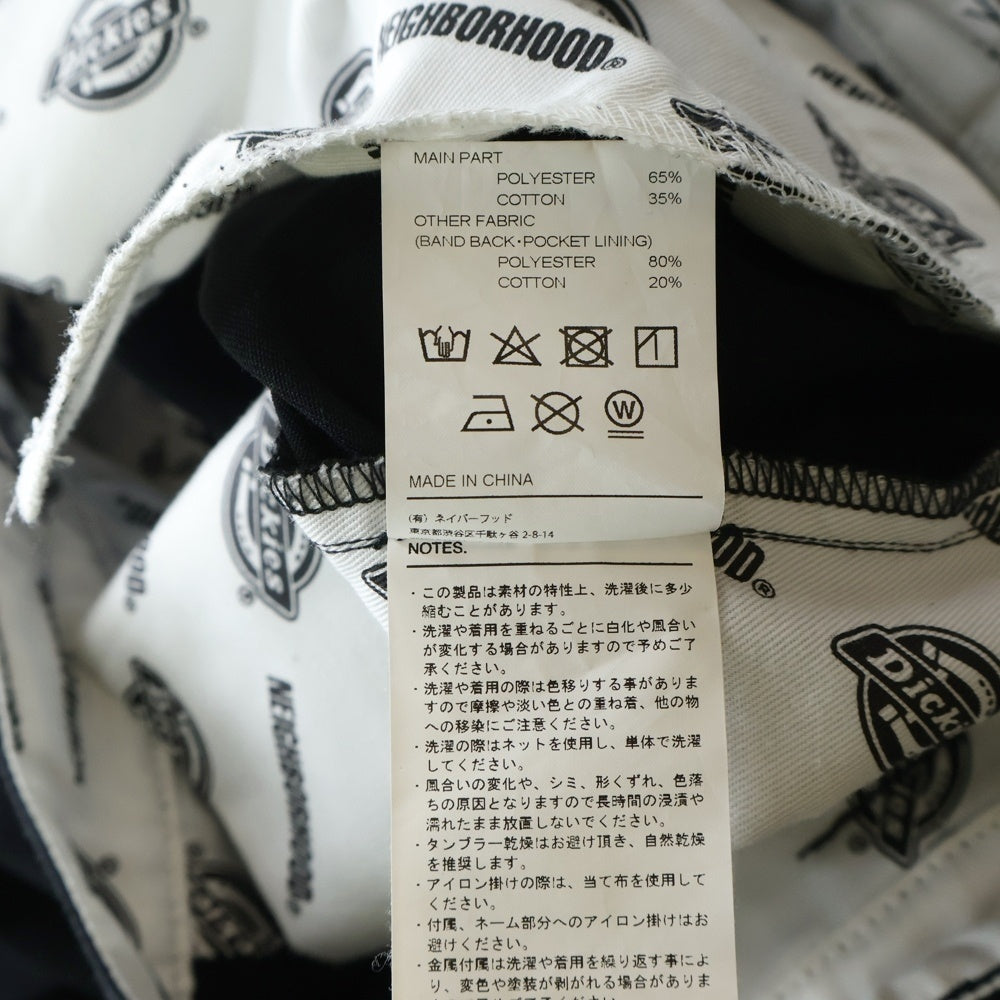 Dickies
NEIGHBORHOOD®
MAIN PART
POLYESTER 65%
COTTON 35%
OTHER FABRIC
(BAND BACK・POCKET LINING)
POLYESTER 80%
COTTON 20%
W
MADE IN CHINA
(有) ネイバーフッド
東京都渋谷区千駄ヶ谷 2-8-14
NOTES.
・この製品は素材の特性上、洗濯後に多少
縮むことがあります。
・洗濯や着用を重ねるごとに白化や風合い
が変化する場合がありますので予めご了
承ください。
・洗濯や着用の際は色移りする事がありま
すので摩擦や淡い色との重ね着、他の物
への移染にご注意ください。
・洗濯の際はネットを使用し、単体で洗濯
してください。
・風合いの変化や、シミ、形くずれ、色落
ちの原因となりますので長時間の浸漬や
濡れたまま放置しないでください。
・タンブラー乾燥はお避け頂き、自然乾燥
を推奨します。
・アイロン掛けの際は、当て布を使用して
ください。
・付属、ネーム部分へのアイロン掛けはお
避けください。
・金属付属は洗濯や着用を繰り返す事によ
り、変色や塗装が剥がれる場合がありま
Dickies
NEIGHBORHOOD®
Dickies